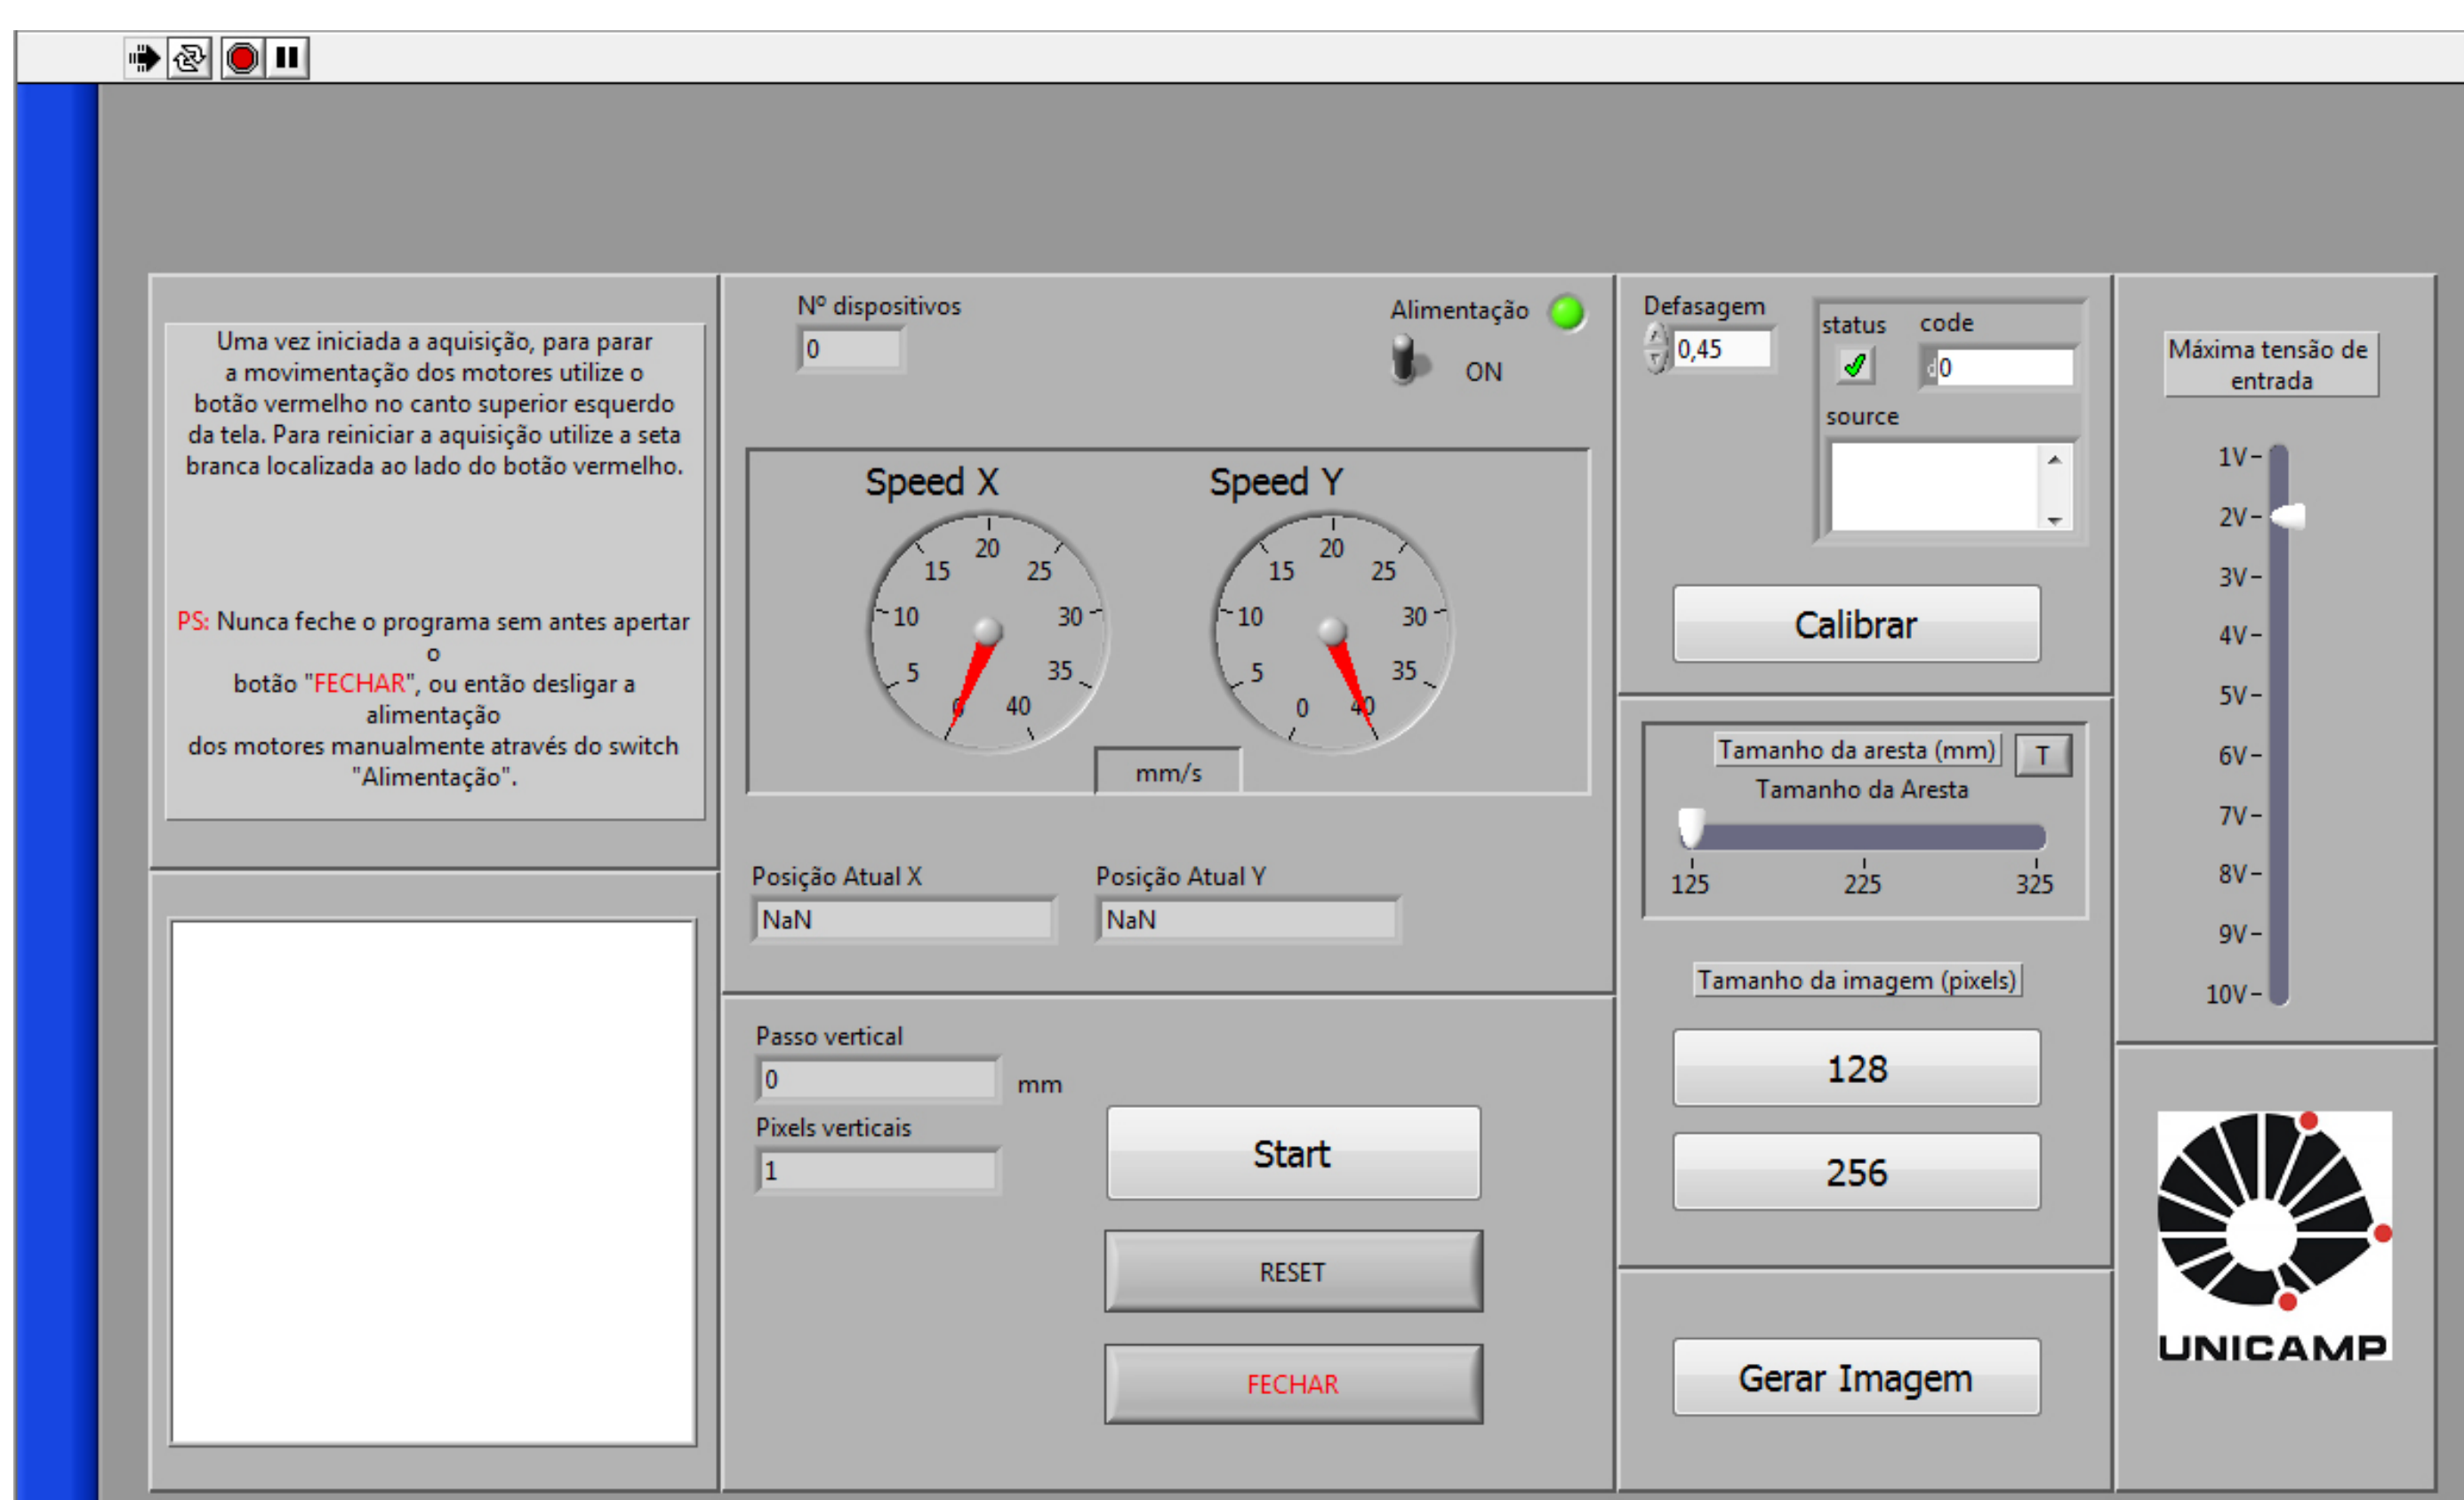 Uma vez iniciada a aquisição, para parar
a movimentação dos motores utilize o
botão vermelho no canto superior esquerdo
da tela. Para reiniciar a aquisição utilize a seta
branca localizada ao lado do botão vermelho.
PS: Nunca feche o programa sem antes apertar
o
botão "FECHAR", ou então desligar a
alimentação
dos motores manualmente através do switch
"Alimentação".
Nº dispositivos
0
Alimentação
ON
Speed X
0
5
10
15
20
25
30
35
40
Speed Y
0
5
10
15
20
25
30
35
40
mm/s
Posição Atual X
NaN
Posição Atual Y
NaN
Passo vertical
0
mm
Pixels verticais
1
Start
RESET
FECHAR
Defasagem
0,45
status
code
d0
source
Calibrar
Tamanho da aresta (mm)
T
Tamanho da Aresta
125 225 325
Tamanho da imagem (pixels)
128
256
Gerar Imagem
Máxima tensão de
entrada
1V
2V
3V
4V
5V
6V
7V
8V
9V
10V
UNICAMP